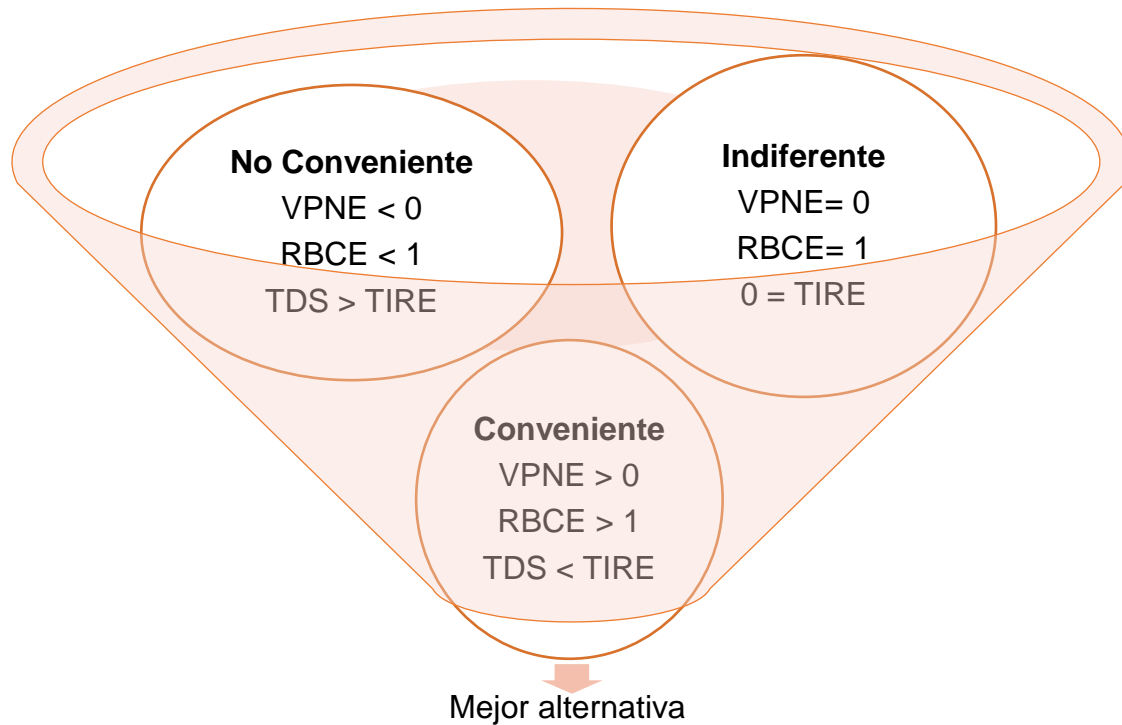 No Conveniente
VPNE < 0
RBCE < 1
TDS > TIRE
Indiferente
VPNE= 0
RBCE= 1
0 = TIRE
Conveniente
VPNE > 0
RBCE > 1
TDS < TIRE
Mejor alternativa